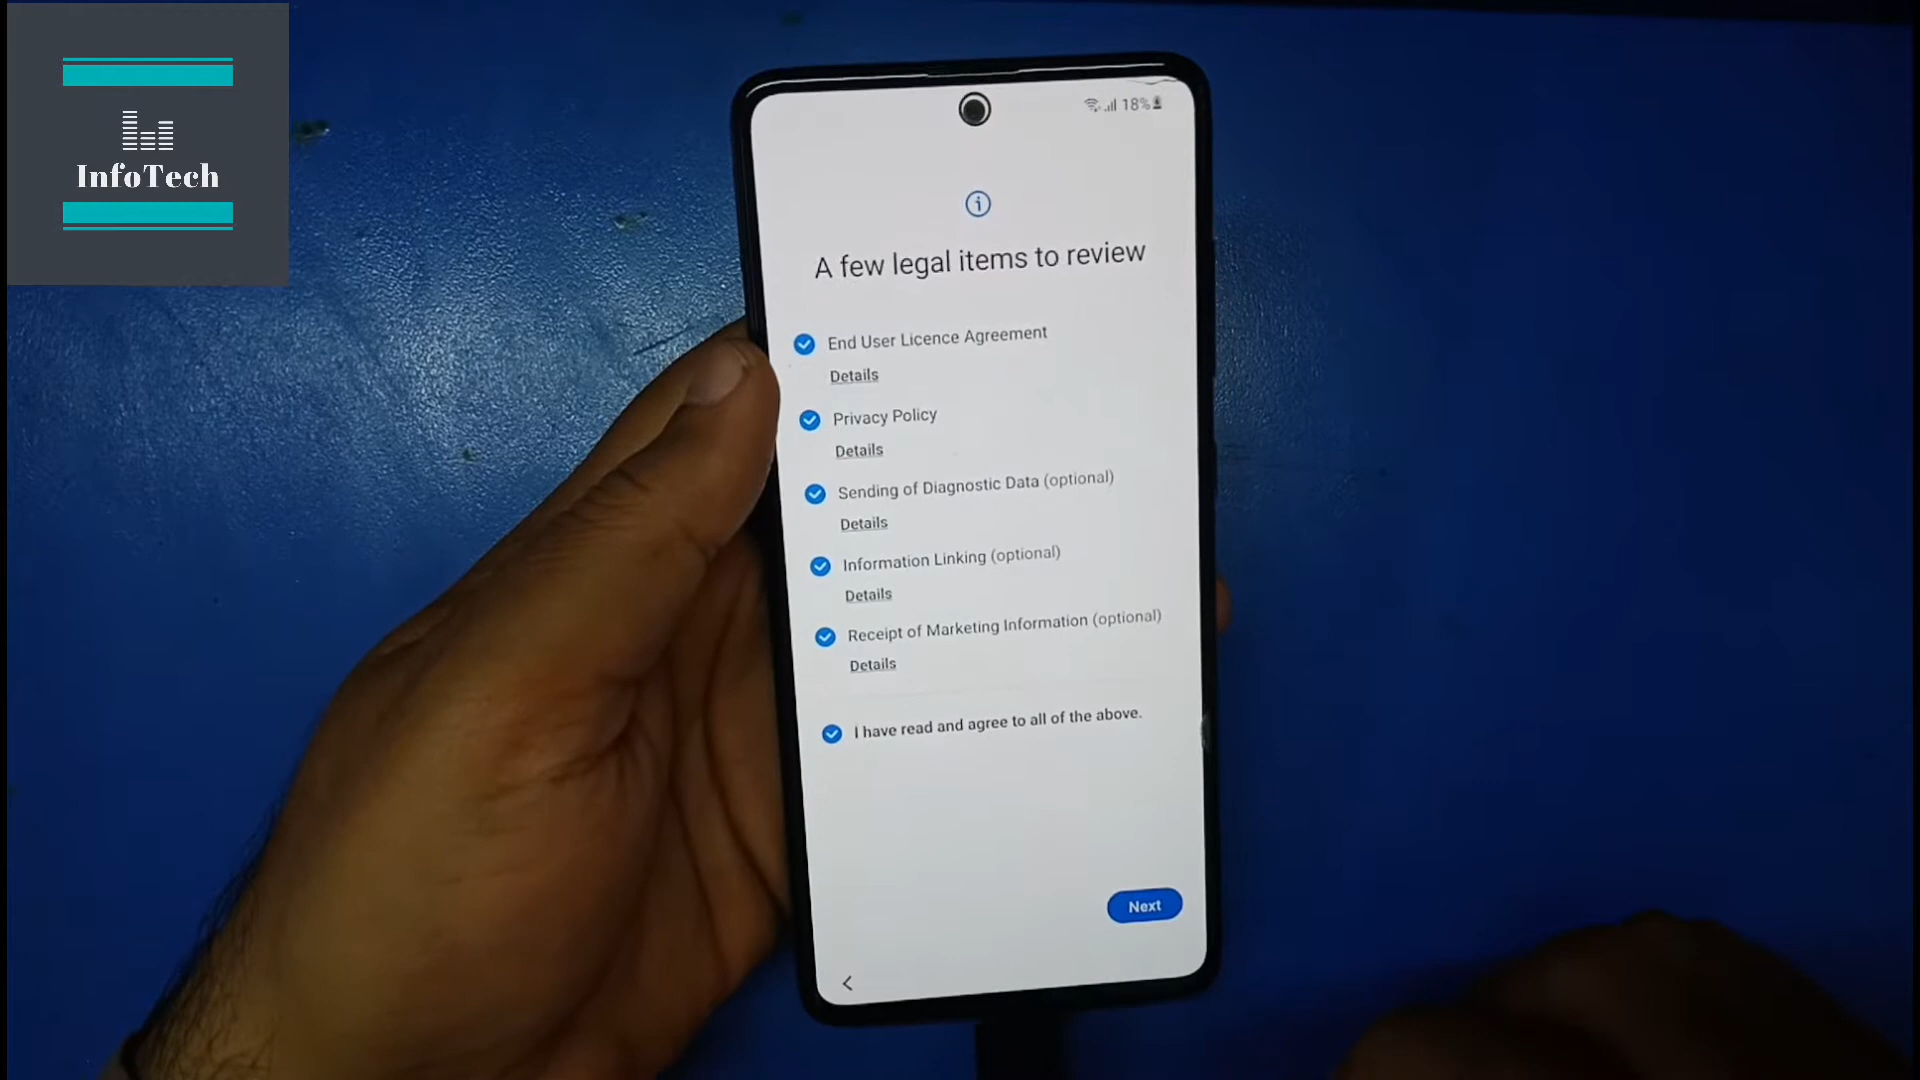 InfoTech
18%
A few legal items to review
End User Licence Agreement
Details
Privacy Policy
Details
Sending of Diagnostic Data (optional)
Details
Information Linking (optional)
Details
Receipt of Marketing Information (optional)
Details
I have read and agree to all of the above.
Next